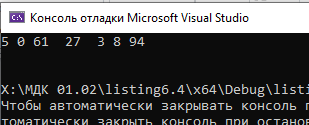 Консоль отладки Microsoft Visual Studio
5 0 61  27  3 8 94
X:\МДК 01.02\listing6.4\x64\Debug\listi
Чтобы автоматически закрывать консоль п
томатически закрыть консоль при останов